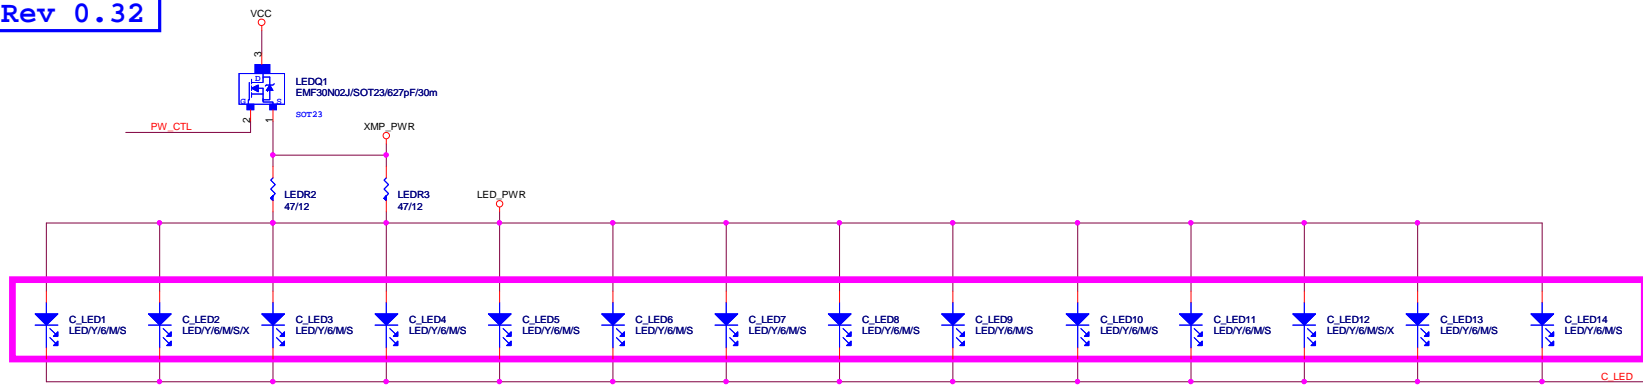 Rev 0.32
VCC
3
D
G
S
LEDQ1
EMF30N02J/SOT23/627pF/30m
SOT23
2
1
PW_CTL
XMP_PWR
LEDR2
47/12
LEDR3
47/12
LED_PWR
C_LED1
LED/Y/6/M/S
C_LED2
LED/Y/6/M/S/X
C_LED3
LED/Y/6/M/S
C_LED4
LED/Y/6/M/S
C_LED5
LED/Y/6/M/S
C_LED6
LED/Y/6/M/S
C_LED7
LED/Y/6/M/S
C_LED8
LED/Y/6/M/S
C_LED9
LED/Y/6/M/S
C_LED10
LED/Y/6/M/S
C_LED11
LED/Y/6/M/S
C_LED12
LED/Y/6/M/S/X
C_LED13
LED/Y/6/M/S
C_LED14
LED/Y/6/M/S
C_LED